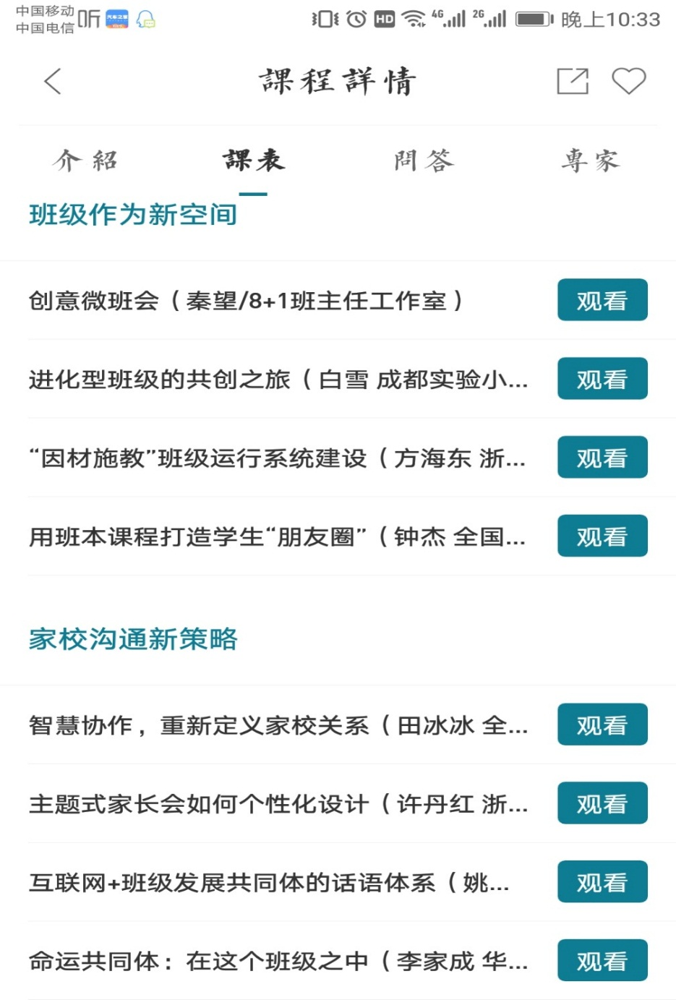 中国移动
中国电信
听
汽车之家
HD
4G
2G
晚上10:33
課程詳情
介紹
課表
問答
専家
班级作为新空间
创意微班会（秦望/8+1班主任工作室）
观看
进化型班级的共创之旅（白雪 成都实验小...
观看
“因材施教”班级运行系统建设（方海东 浙...
观看
用班本课程打造学生“朋友圈”（钟杰 全国...
观看
家校沟通新策略
智慧协作，重新定义家校关系（田冰冰 全...
观看
主题式家长会如何个性化设计（许丹红 浙...
观看
互联网+班级发展共同体的话语体系（姚...
观看
命运共同体：在这个班级之中（李家成 华...
观看